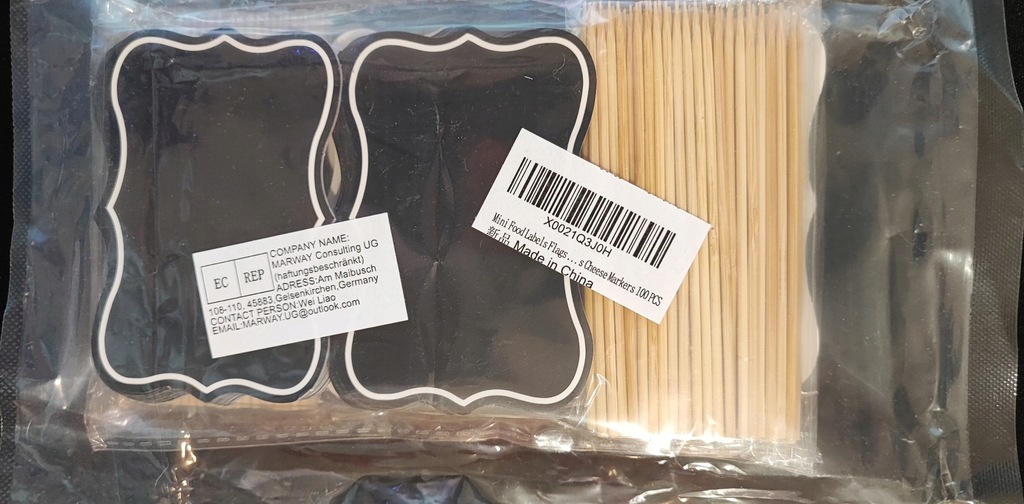 EC REP
COMPANY NAME:
MARWAY Consulting UG
(haftungsbeschränkt)
ADRESS:Am Maibusch
106-110, 45883,Gelsenkirchen,Germany
CONTACT PERSON:Wei Liao
EMAIL:MARWAY.UG@outlook.com
X0021Q3J0H
Mini Food Labels Flags ... s Cheese Markers 100 PCS
新品 Made in China